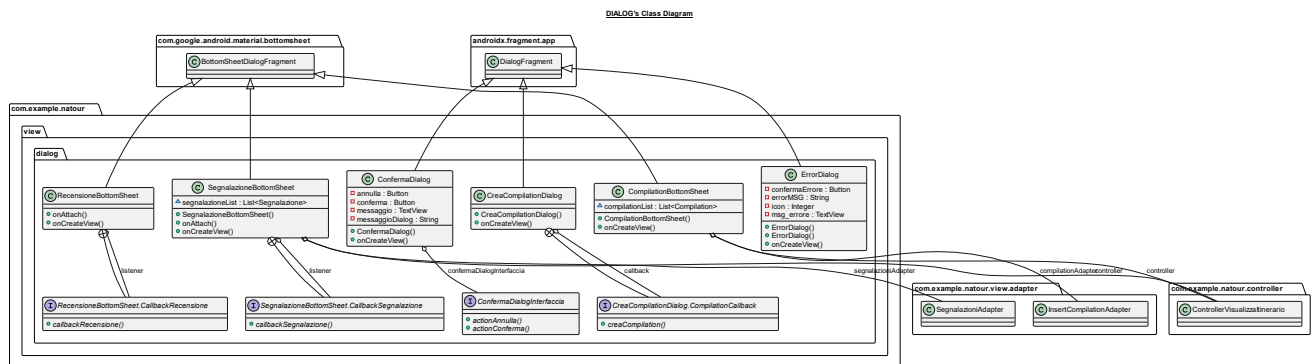 DIALOG's Class Diagram
com.google.android.material.bottomsheet
androidx.fragment.app
C BottomSheetDialogFragment
C DialogFragment
com.example.natour
view
dialog
C RecensioneBottomSheet
onAttach()
onCreateView()
C SegnalazioneBottomSheet
segnalazioneList : List<Segnalazione>
SegnalazioneBottomSheet()
onAttach()
onCreateView()
C ConfermaDialog
annulla : Button
conferma : Button
messaggio : TextView
messaggioDialog : String
ConfermaDialog()
onCreateView()
C CreaCompilationDialog
CreaCompilationDialog()
onCreateView()
C CompilationBottomSheet
compilationList : List<Compilation>
CompilationBottomSheet()
onCreateView()
C ErrorDialog
confermaErrore : Button
errorMSG : String
icon : Integer
msg_errore : TextView
ErrorDialog()
ErrorDialog()
onCreateView()
listener
listener
confermaDialogInterfaccia
callback
segnalazioniAdapter
compilationAdapter
controller
controller
I RecensioneBottomSheet.CallbackRecensione
callbackRecensione()
I SegnalazioneBottomSheet.CallbackSegnalazione
callbackSegnalazione()
I ConfermaDialogInterfaccia
actionAnnulla()
actionConferma()
I CreaCompilationDialog.CompilationCallback
creaCompilation()
com.example.natour.view.adapter
C SegnalazioniAdapter
C InsertCompilationAdapter
com.example.natour.controller
C ControllerVisualizzaItinerario